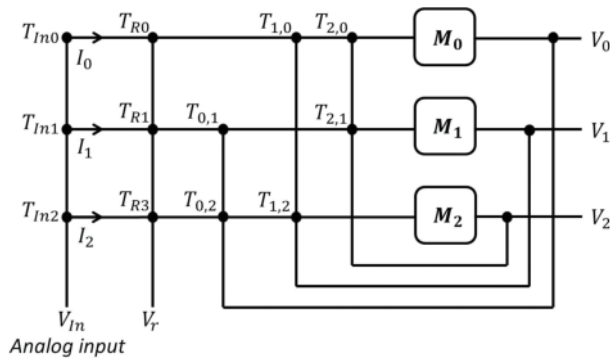 T_{In0} T_{R0} T_{1,0} T_{2,0} M_0 V_0
I_0
T_{In1} T_{R1} T_{0,1} T_{2,1} M_1 V_1
I_1
T_{In2} T_{R3} T_{0,2} T_{1,2} M_2 V_2
I_2
V_{In} V_r
Analog input